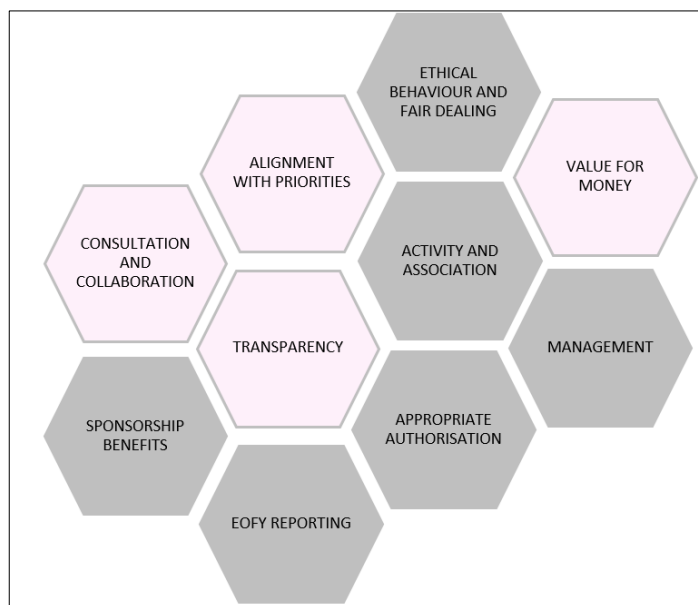 ETHICAL
BEHAVIOUR AND
FAIR DEALING
ALIGNMENT
WITH PRIORITIES
VALUE FOR
MONEY
CONSULTATION
AND
COLLABORATION
ACTIVITY AND
ASSOCIATION
TRANSPARENCY
MANAGEMENT
SPONSORSHIP
BENEFITS
APPROPRIATE
AUTHORISATION
EOFY REPORTING